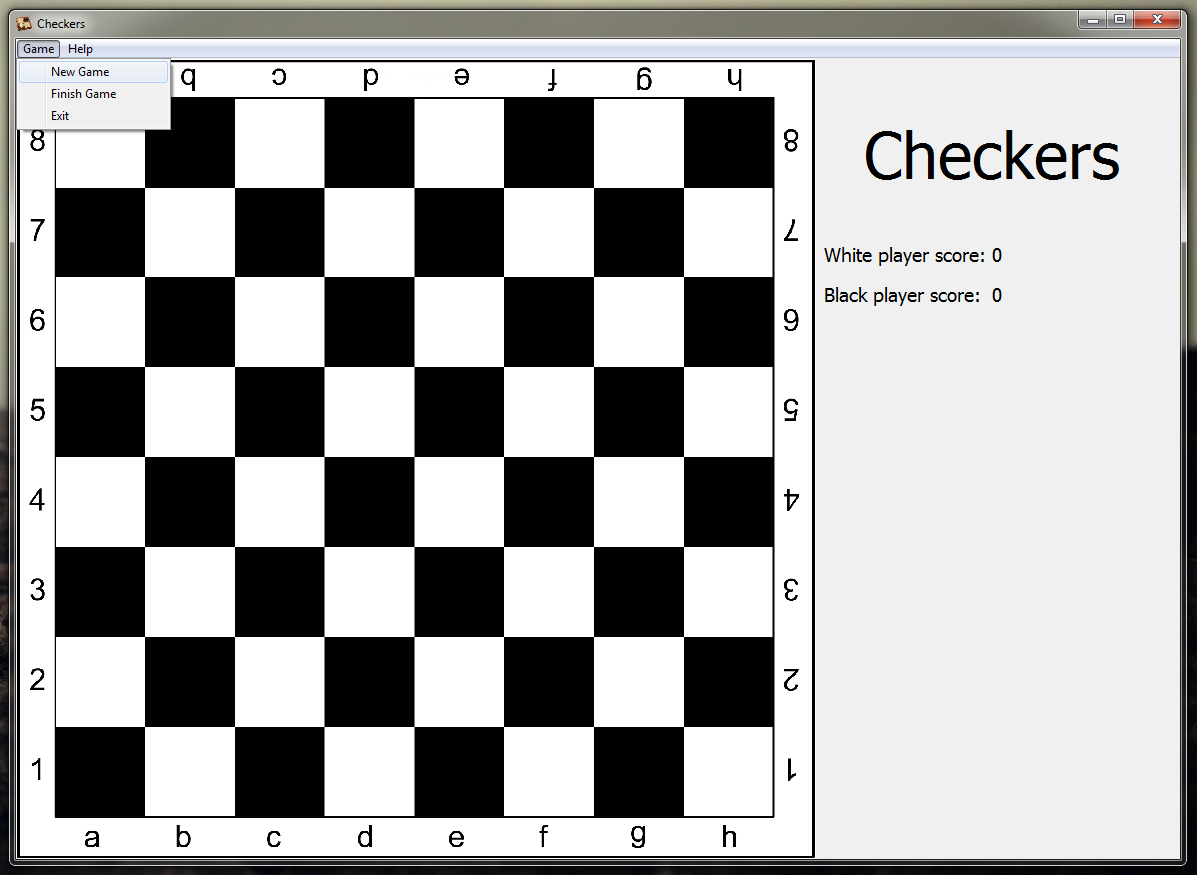 Checkers
Game Help
New Game
Finish Game
Exit
b c d e f g h
8 8
Checkers
7 7
White player score: 0
Black player score: 0
6 6
5 5
4 4
3 3
2 2
1 1
a b c d e f g h